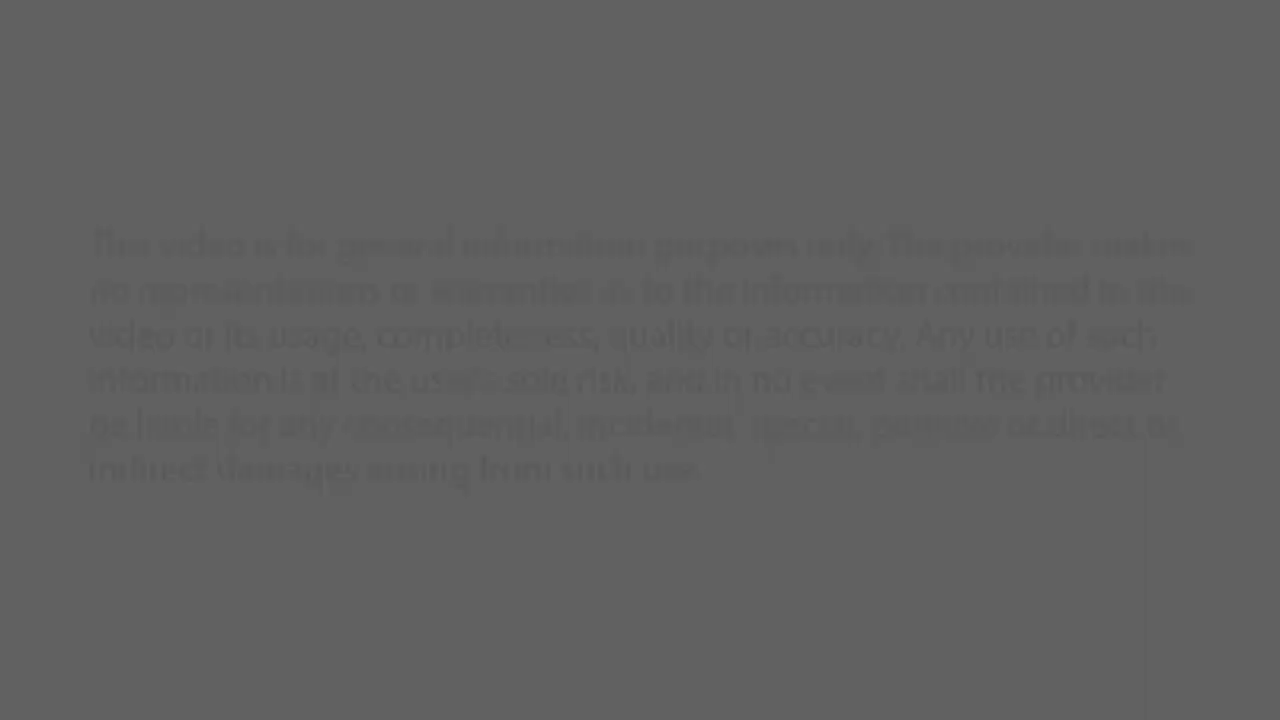 This video is for general information purposes only. The provider makes
no representations or warranties as to the information contained in the
video or its usage, completeness, quality or accuracy. Any use of such
information is at the user's sole risk, and in no event shall the provider
be liable for any consequential, incidental, special, punitive or direct or
indirect damages arising from such use.